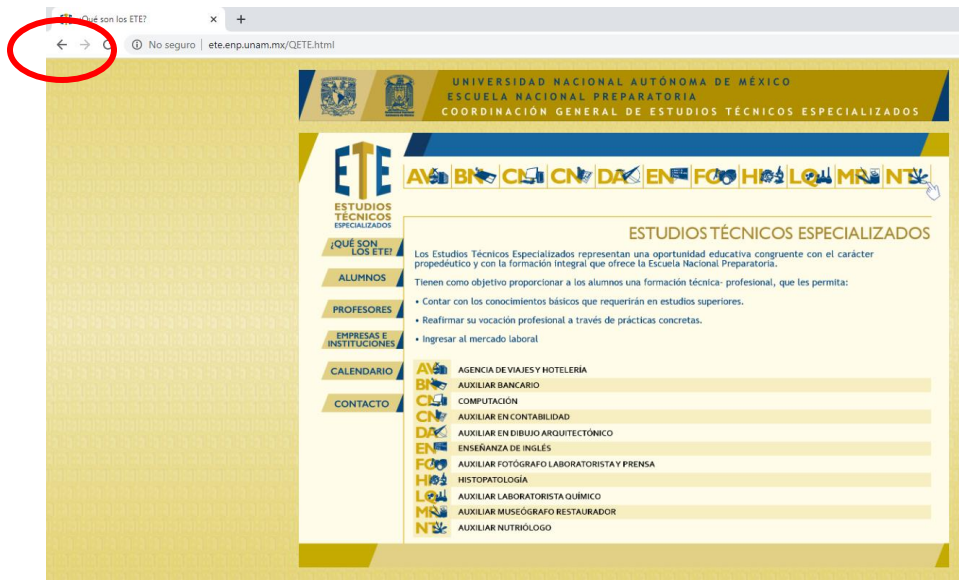 ¿Qué son los ETE?
No seguro | ete.enp.unam.mx/QETE.html
UNIVERSIDAD NACIONAL AUTÓNOMA DE MÉXICO
ESCUELA NACIONAL PREPARATORIA
COORDINACIÓN GENERAL DE ESTUDIOS TÉCNICOS ESPECIALIZADOS
ETE
ESTUDIOS
TÉCNICOS
ESPECIALIZADOS
AV BN CM CN DA EN FO HI LQ MR NT
¿QUÉ SON
LOS ETE?
ALUMNOS
PROFESORES
EMPRESAS E
INSTITUCIONES
CALENDARIO
CONTACTO
ESTUDIOS TÉCNICOS ESPECIALIZADOS
Los Estudios Técnicos Especializados representan una oportunidad educativa congruente con el carácter
propedéutico y con la formación integral que ofrece la Escuela Nacional Preparatoria.
Tienen como objetivo proporcionar a los alumnos una formación técnica- profesional, que les permita:
• Contar con los conocimientos básicos que requerirán en estudios superiores.
• Reafirmar su vocación profesional a través de prácticas concretas.
• Ingresar al mercado laboral
AV AGENCIA DE VIAJES Y HOTELERÍA
BN AUXILIAR BANCARIO
CM COMPUTACIÓN
CN AUXILIAR EN CONTABILIDAD
DA AUXILIAR EN DIBUJO ARQUITECTÓNICO
EN ENSEÑANZA DE INGLÉS
FO AUXILIAR FOTÓGRAFO LABORATORISTA Y PRENSA
HI HISTOPATOLOGÍA
LQ AUXILIAR LABORATORISTA QUÍMICO
MR AUXILIAR MUSEÓGRAFO RESTAURADOR
NT AUXILIAR NUTRIÓLOGO